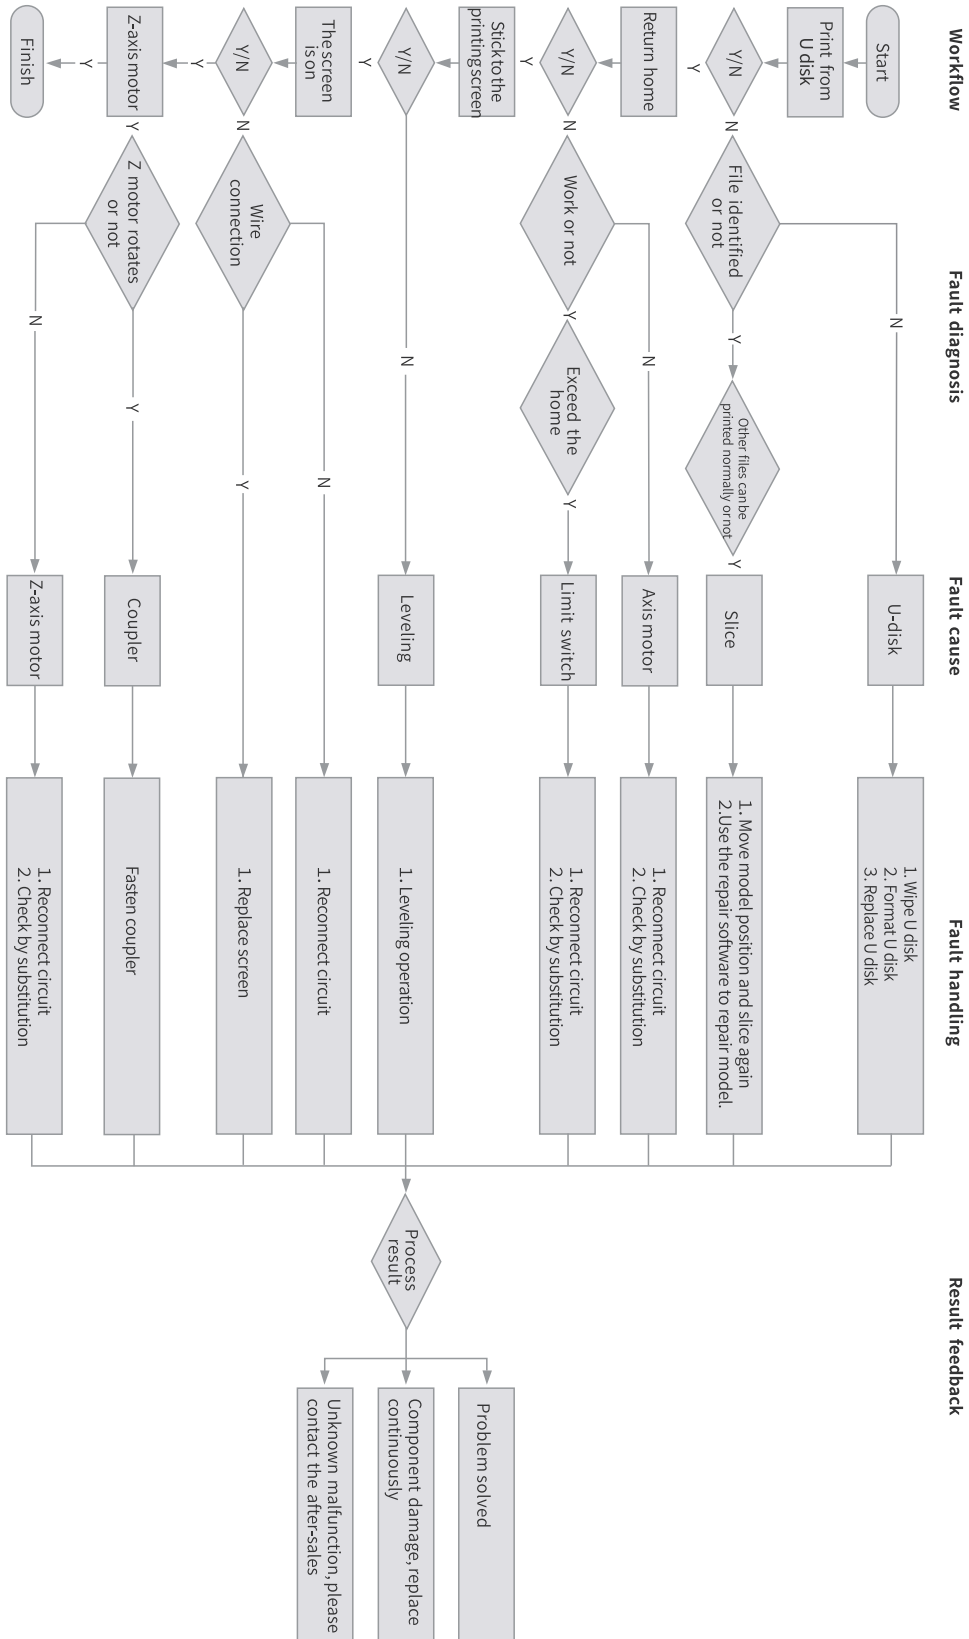 Workflow
Fault diagnosis
Fault cause
Fault handling
Result feedback
Start
Print from
U disk
Y/N
Y
N
File identified
or not
N
Y
Other files can be
printed normally or not
Y
U-disk
Slice
1. Wipe U disk
2. Format U disk
3. Replace U disk
1. Move model position and slice again
2.Use the repair software to repair model.
Return home
Y/N
Y
N
Work or not
N
Y
Exceed the
home
Y
Axis motor
Limit switch
1. Reconnect circuit
2. Check by substitution
1. Reconnect circuit
2. Check by substitution
Stick to the
printing screen
Y/N
Y
N
Leveling
1. Leveling operation
The screen
is on
Y/N
Y
N
Wire
connection
N
Y
1. Reconnect circuit
1. Replace screen
Z-axis motor
Y
Y
Z motor rotates
or not
Y
N
Coupler
Z-axis motor
Fasten coupler
1. Reconnect circuit
2. Check by substitution
Finish
Process
result
Problem solved
Component damage, replace
continuously
Unknown malfunction, please
contact the after-sales